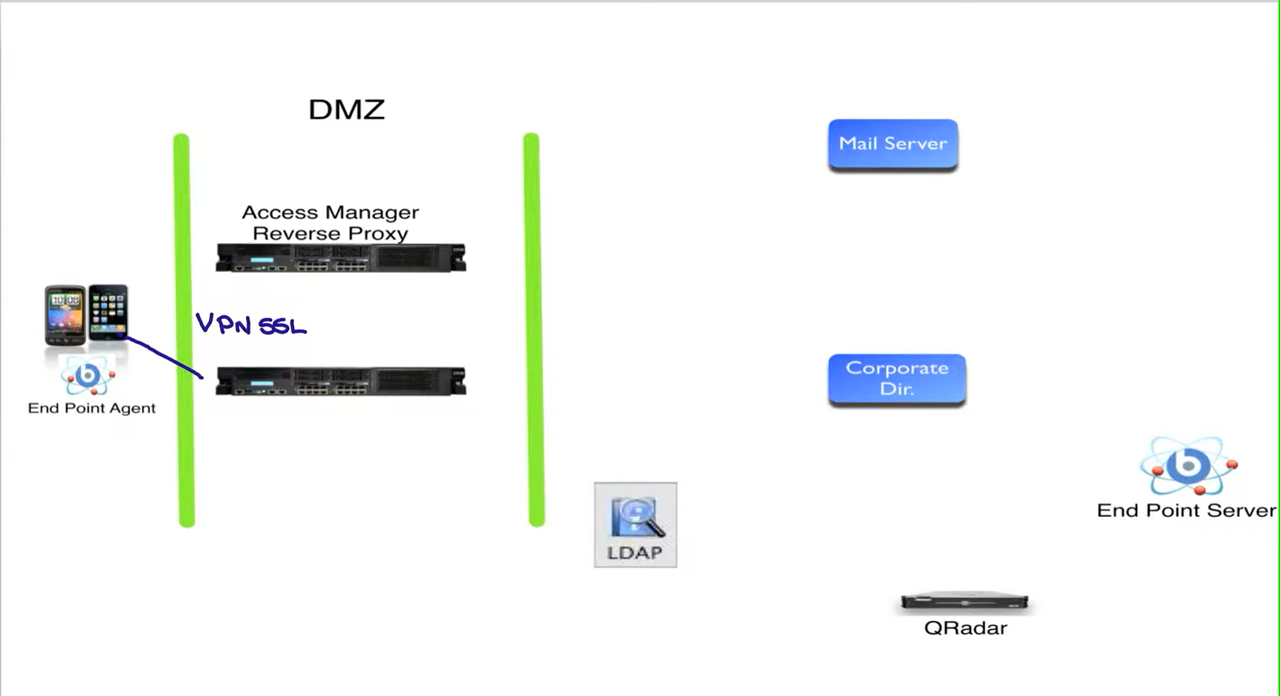 DMZ
Mail Server
Access Manager
Reverse Proxy
VPN SSL
Corporate
Dir.
End Point Agent
End Point Server
LDAP
QRadar